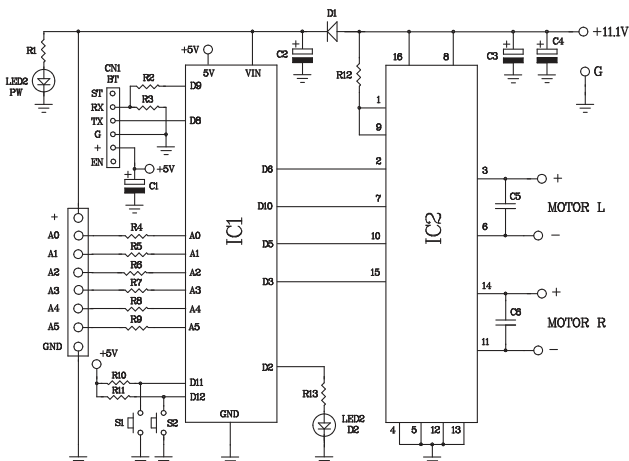 D1
+11.1V
R1
+5V
C2
C3
C4
LED2
PW
CN1
BT
5V
VIN
16
8
G
ST
R2
D9
R12
RX
R3
1
TX
D8
G
9
+
+5V
EN
C1
D6
2
3
+
IC1
IC2
C5
MOTOR L
D10
7
+
A0
R4
A0
D5
10
6
-
A1
R5
A1
A2
R6
A2
D3
15
A3
R7
A3
14
+
A4
R8
A4
C6
MOTOR R
A5
R9
A5
GND
11
-
+5V
D2
R10
D11
R11
D12
R13
GND
LED2
D2
S1
S2
4
5
12
13